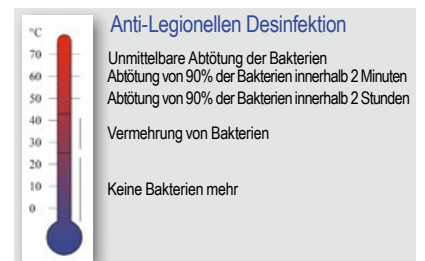 Anti-Legionellen Desinfektion
°C
70
Unmittelbare Abtötung der Bakterien
60
Abtötung von 90% der Bakterien innerhalb 2 Minuten
50
Abtötung von 90% der Bakterien innerhalb 2 Stunden
40
30
Vermehrung von Bakterien
20
10
Keine Bakterien mehr
0